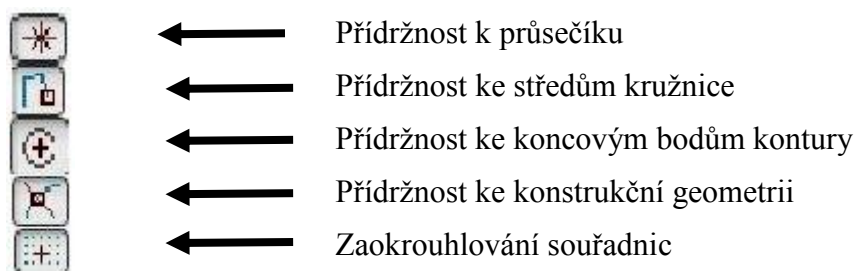 Přídržnost k průsečíku
Přídržnost ke středům kružnice
Přídržnost ke koncovým bodům kontury
Přídržnost ke konstrukční geometrii
Zaokrouhlování souřadnic